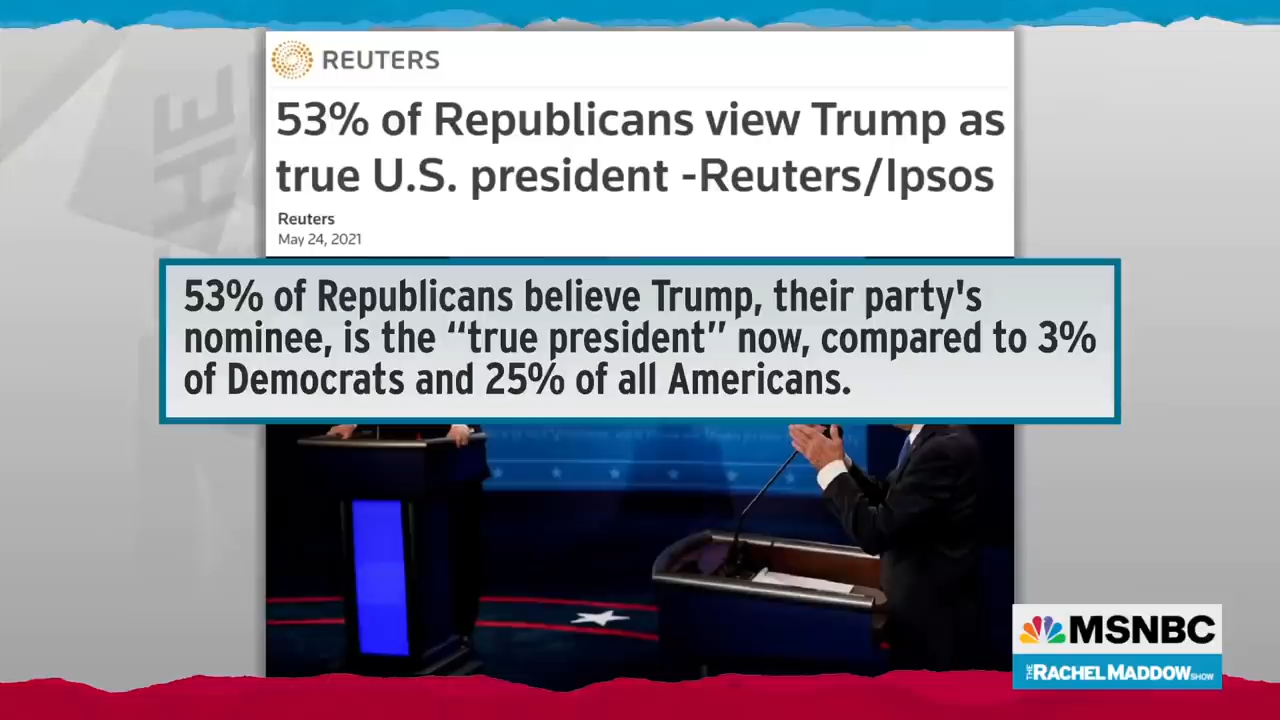 THE
REUTERS
53% of Republicans view Trump as
true U.S. president -Reuters/Ipsos
Reuters
May 24, 2021
53% of Republicans believe Trump, their party's
nominee, is the “true president” now, compared to 3%
of Democrats and 25% of all Americans.
MSNBC
THE RACHEL MADDOW SHOW